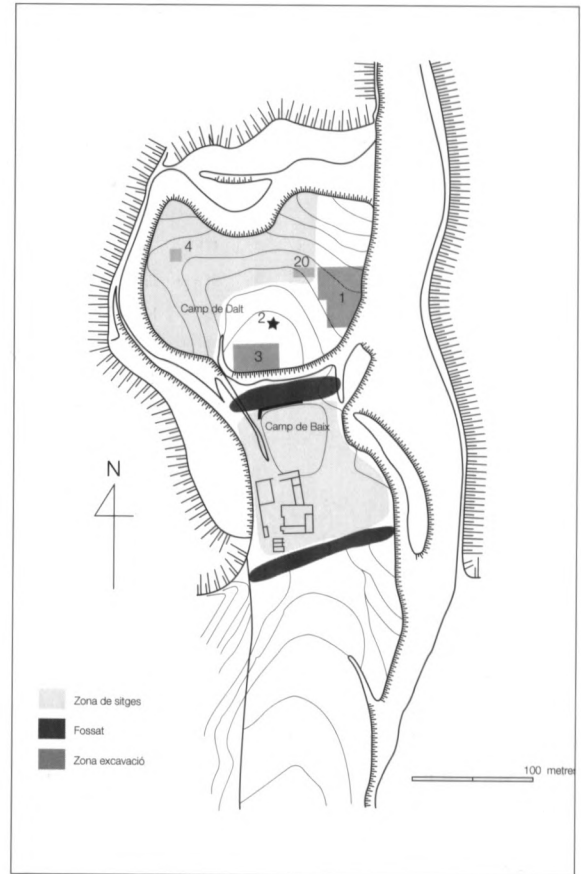 4
20
1
Camp de Dalt
2
3
Camp de Baix
N
Zona de sitges
Fossat
Zona excavació
100 metres